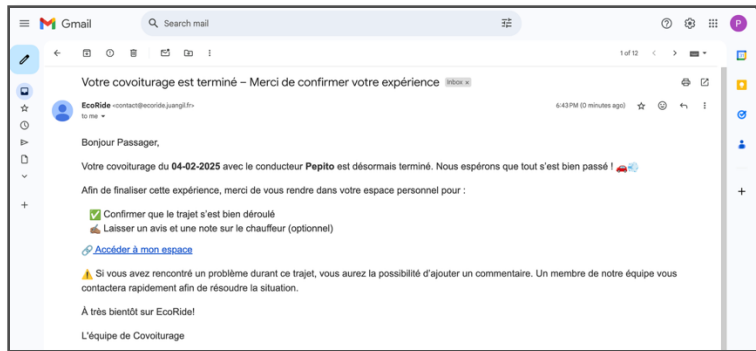 Gmail
Search mail
P
1 of 12
Votre covoiturage est terminé – Merci de confirmer votre expérience Inbox x
EcoRide <contact@ecoride.juangil.fr>
6:43 PM (0 minutes ago)
to me
Bonjour Passager,
Votre covoiturage du 04-02-2025 avec le conducteur Pepito est désormais terminé. Nous espérons que tout s'est bien passé ! 🚗💨
Afin de finaliser cette expérience, merci de vous rendre dans votre espace personnel pour :
✅ Confirmer que le trajet s'est bien déroulé
✍🏽 Laisser un avis et une note sur le chauffeur (optionnel)
🔗 Accéder à mon espace
⚠️ Si vous avez rencontré un problème durant ce trajet, vous aurez la possibilité d'ajouter un commentaire. Un membre de notre équipe vous
contactera rapidement afin de résoudre la situation.
À très bientôt sur EcoRide!
L'équipe de Covoiturage